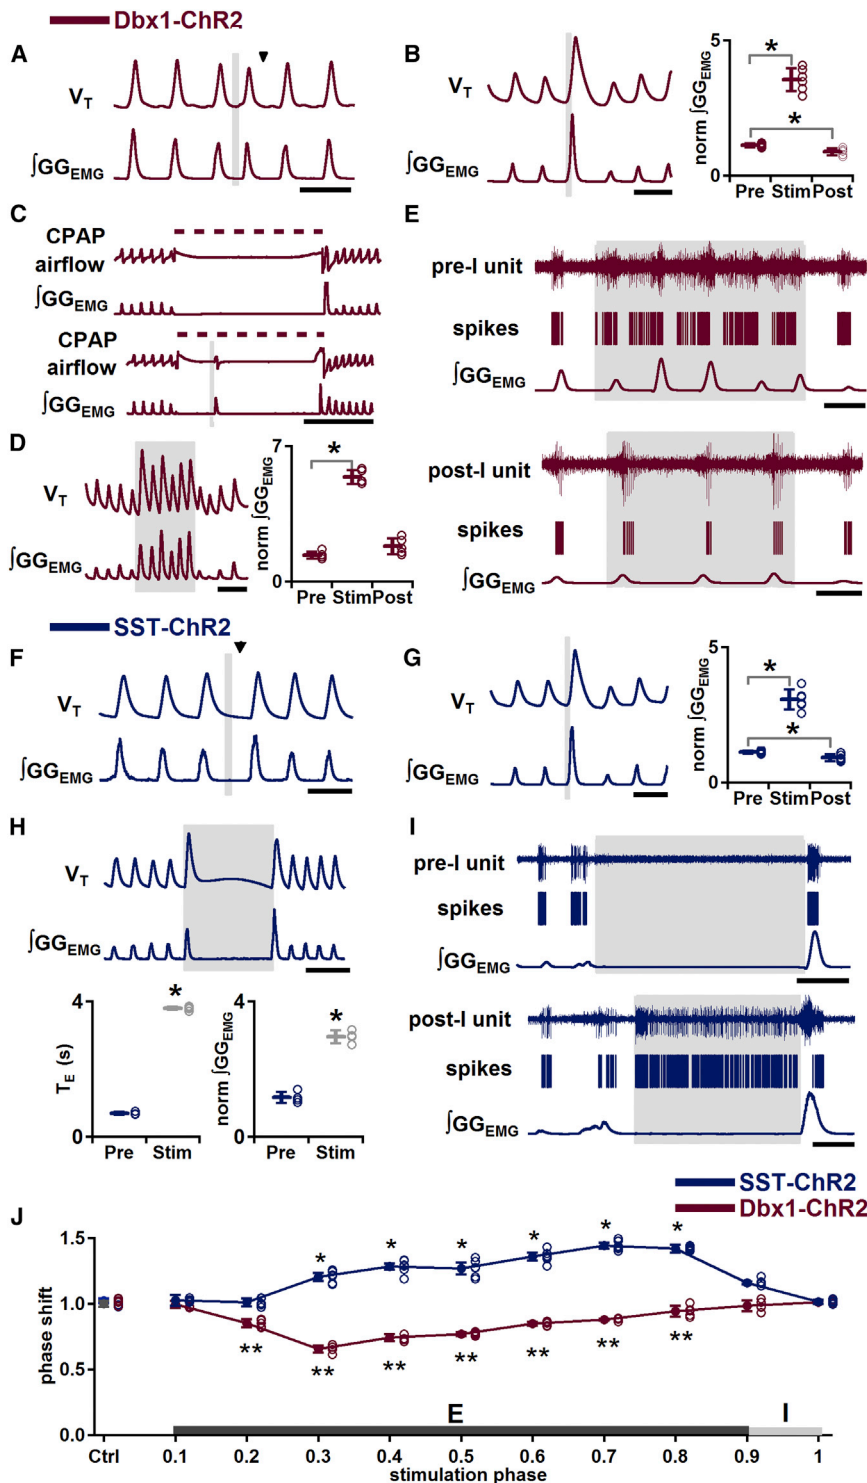 Dbx1-ChR2
A
V_T
∫GG_EMG
B
V_T
∫GG_EMG
norm ∫GG_EMG
5
*
*
0
Pre Stim Post
C
CPAP
airflow
∫GG_EMG
CPAP
airflow
∫GG_EMG
D
V_T
∫GG_EMG
norm ∫GG_EMG
7
*
0
Pre Stim Post
E
pre-I unit
spikes
∫GG_EMG
post-I unit
spikes
∫GG_EMG
SST-ChR2
F
V_T
∫GG_EMG
G
V_T
∫GG_EMG
norm ∫GG_EMG
5
*
*
0
Pre Stim Post
H
V_T
∫GG_EMG
T_E (s)
4
*
0
Pre Stim
norm ∫GG_EMG
4
*
0
Pre Stim
I
pre-I unit
spikes
∫GG_EMG
post-I unit
spikes
∫GG_EMG
SST-ChR2
Dbx1-ChR2
J
phase shift
1.5
1.0
0.5
0.0
* * * * * *
** ** ** ** ** ** **
E I
Ctrl 0.1 0.2 0.3 0.4 0.5 0.6 0.7 0.8 0.9 1
stimulation phase